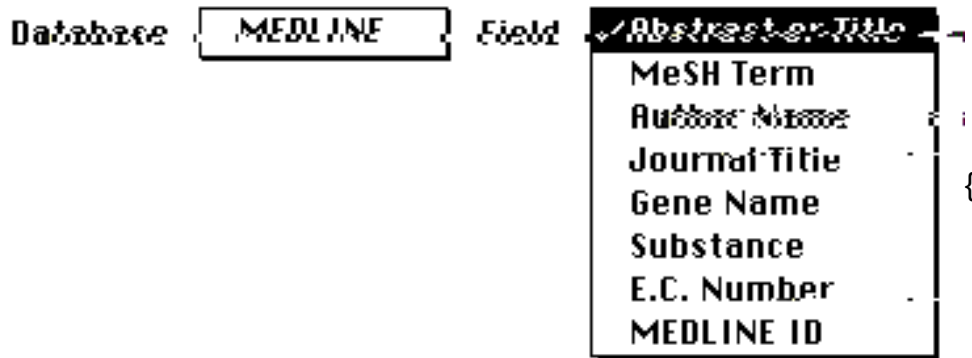 Database MEDLINE Field ✓Abstract or Title
MeSH Term
Author Name
Journal Title
Gene Name
Substance
E.C. Number
MEDLINE ID
{